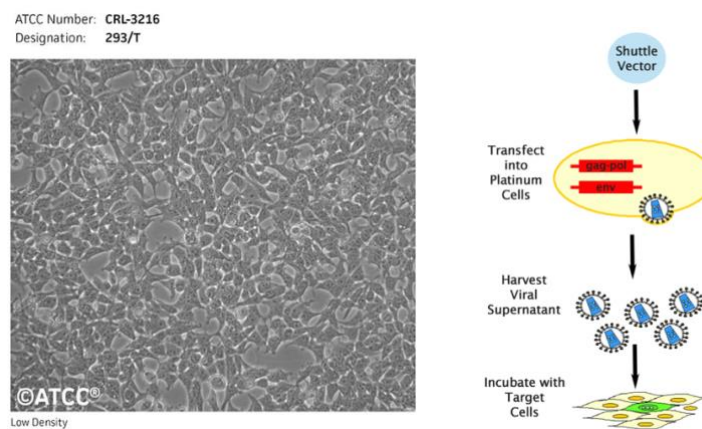 ATCC Number: CRL-3216
Designation: 293/T
©ATCC®
Low Density
Shuttle
Vector
Transfect
into
Platinum
Cells
gag-pol
env
Harvest
Viral
Supernatant
Incubate with
Target
Cells